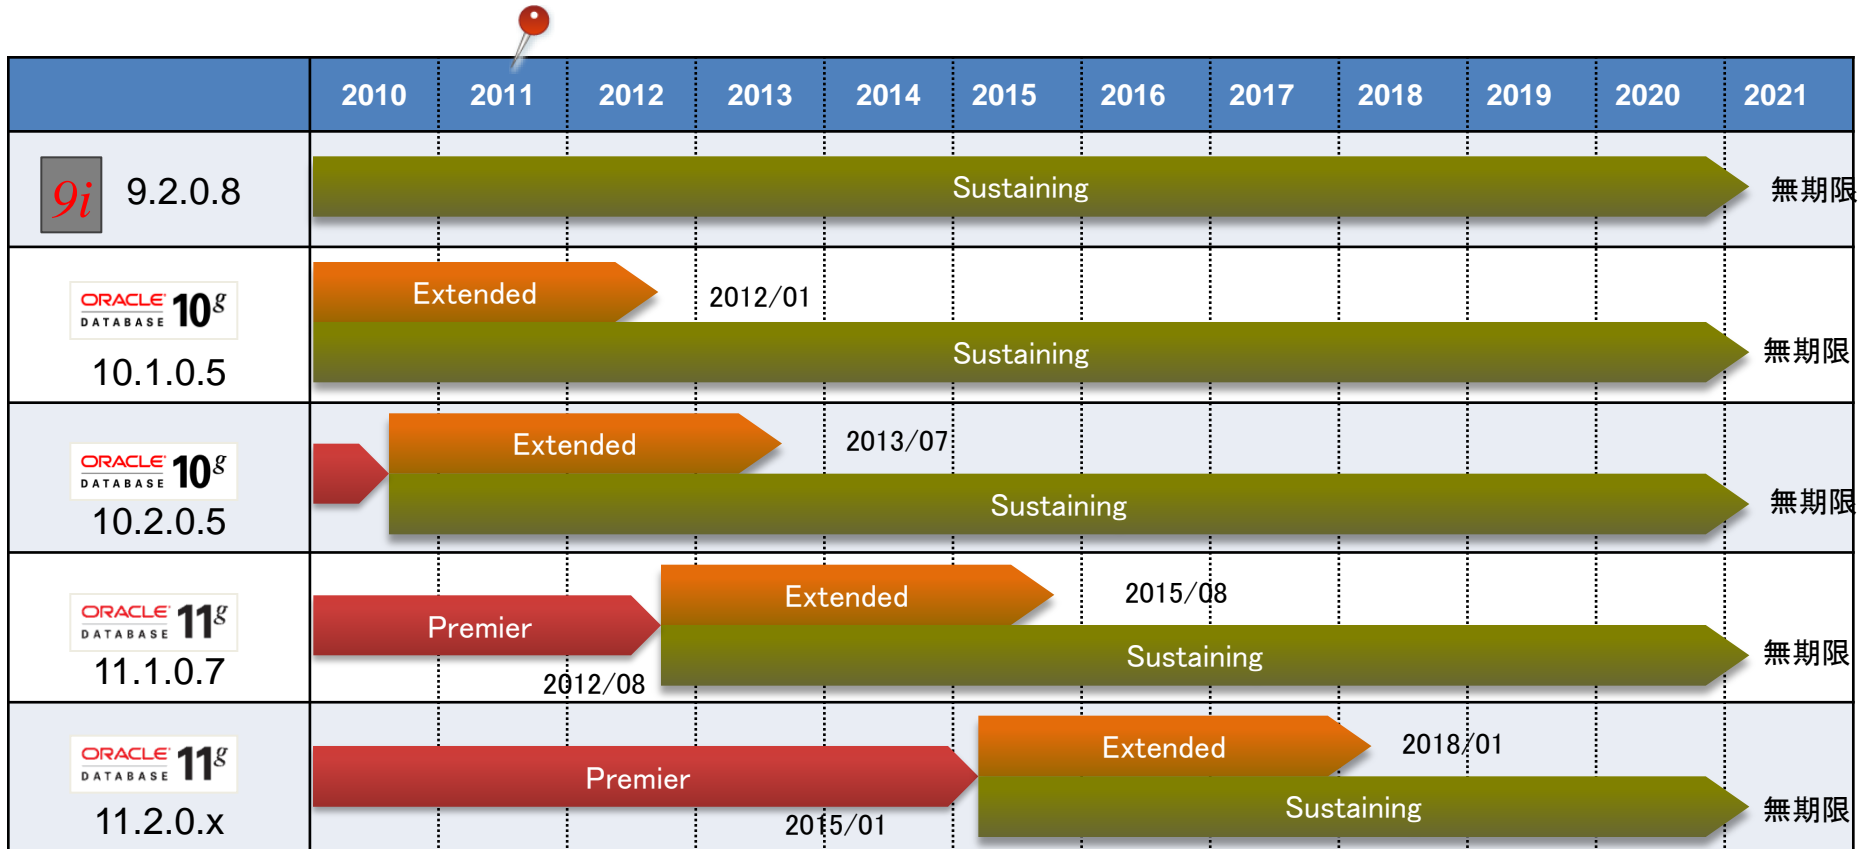 2010 2011 2012 2013 2014 2015 2016 2017 2018 2019 2020 2021
9i 9.2.0.8 Sustaining 無期限
Extended 2012/01
ORACLE DATABASE 10g
Sustaining 無期限
10.1.0.5
Extended 2013/07
ORACLE DATABASE 10g
Sustaining 無期限
10.2.0.5
Extended 2015/08
ORACLE DATABASE 11g
Premier
Sustaining 無期限
11.1.0.7
2012/08
Extended 2018/01
ORACLE DATABASE 11g
Premier
Sustaining 無期限
11.2.0.x
2015/01